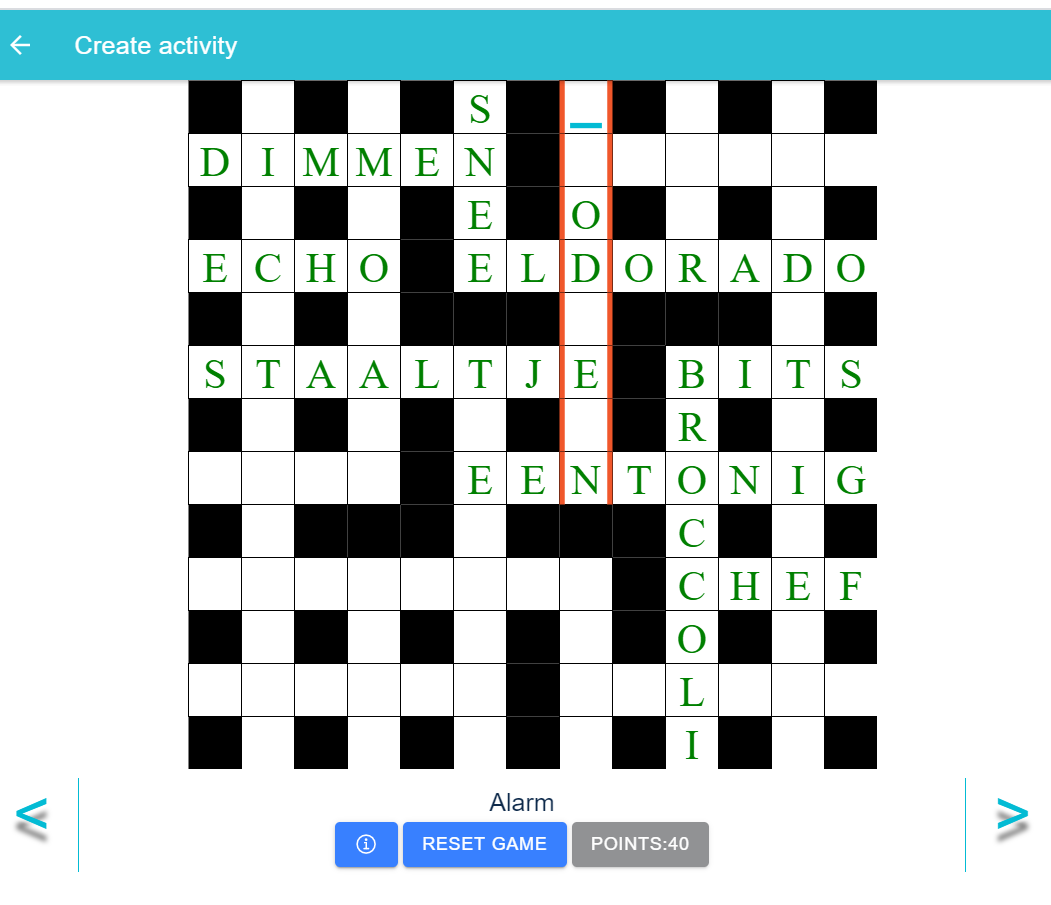 Create activity
S _
D I M M E N
E O
E C H O E L D O R A D O
S T A A L T J E B I T S
R
E E N T O N I G
C
C H E F
O
L
I
< Alarm >
RESET GAME POINTS:40